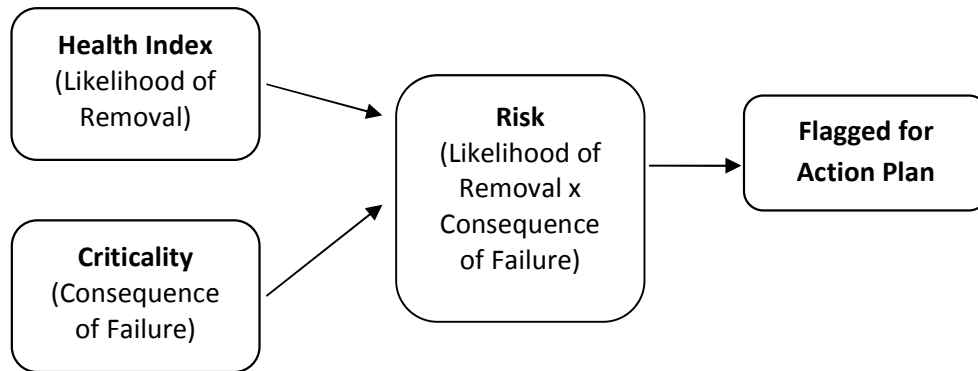 Health Index
(Likelihood of
Removal)
Criticality
(Consequence
of Failure)
Risk
(Likelihood of
Removal x
Consequence
of Failure)
Flagged for
Action Plan